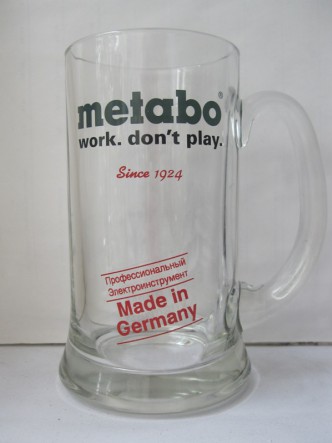 metabo®
work. don't play.
Since 1924
Профессиональный
Электроинструмент
Made in
Germany